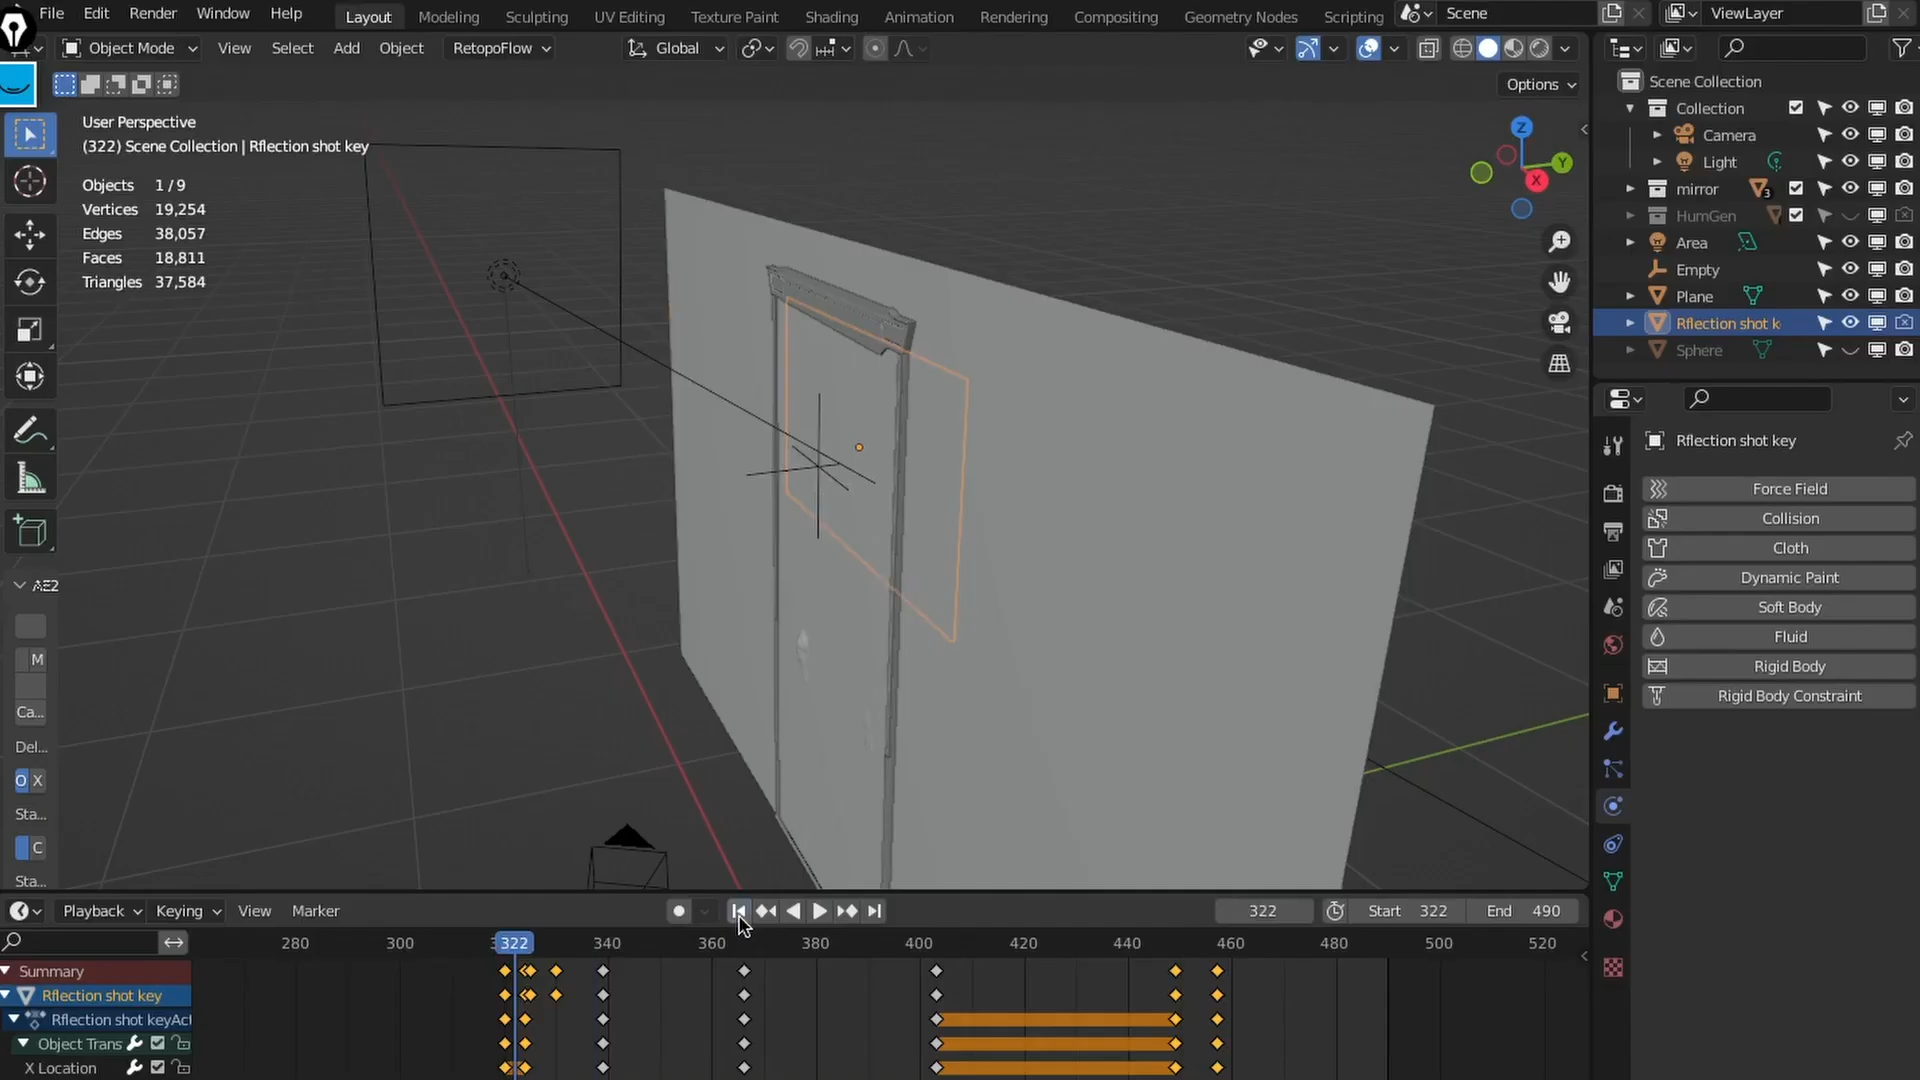 File Edit Render Window Help Layout Modeling Sculpting UV Editing Texture Paint Shading Animation Rendering Compositing Geometry Nodes Scripting Scene ViewLayer
Object Mode View Select Add Object RetopoFlow Global
Options
User Perspective
(322) Scene Collection | Rflection shot key
Objects 1 / 9
Vertices 19,254
Edges 38,057
Faces 18,811
Triangles 37,584
Z
Y
X
AE2
M
Ca...
Del...
O X
Sta...
C
Sta...
Scene Collection
Collection
Camera
Light
mirror 3
HumGen
Area
Empty
Plane
Rflection shot k
Sphere
Rflection shot key
Force Field
Collision
Cloth
Dynamic Paint
Soft Body
Fluid
Rigid Body
Rigid Body Constraint
Playback Keying View Marker 322 Start 322 End 490
280 300 322 340 360 380 400 420 440 460 480 500 520
Summary
Rflection shot key
Rflection shot keyAct
Object Trans
X Location